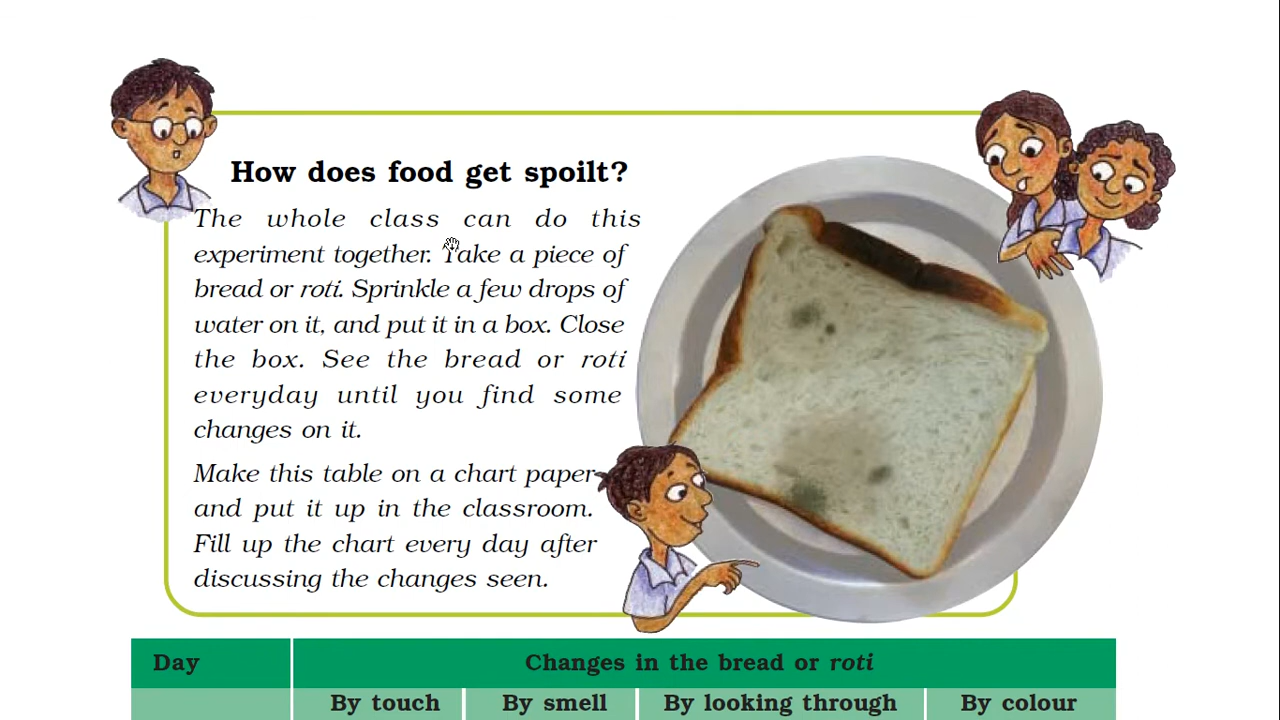 How does food get spoilt?
The whole class can do this
experiment together. Take a piece of
bread or roti. Sprinkle a few drops of
water on it, and put it in a box. Close
the box. See the bread or roti
everyday until you find some
changes on it.
Make this table on a chart paper
and put it up in the classroom.
Fill up the chart every day after
discussing the changes seen.
Day Changes in the bread or roti
By touch By smell By looking through By colour